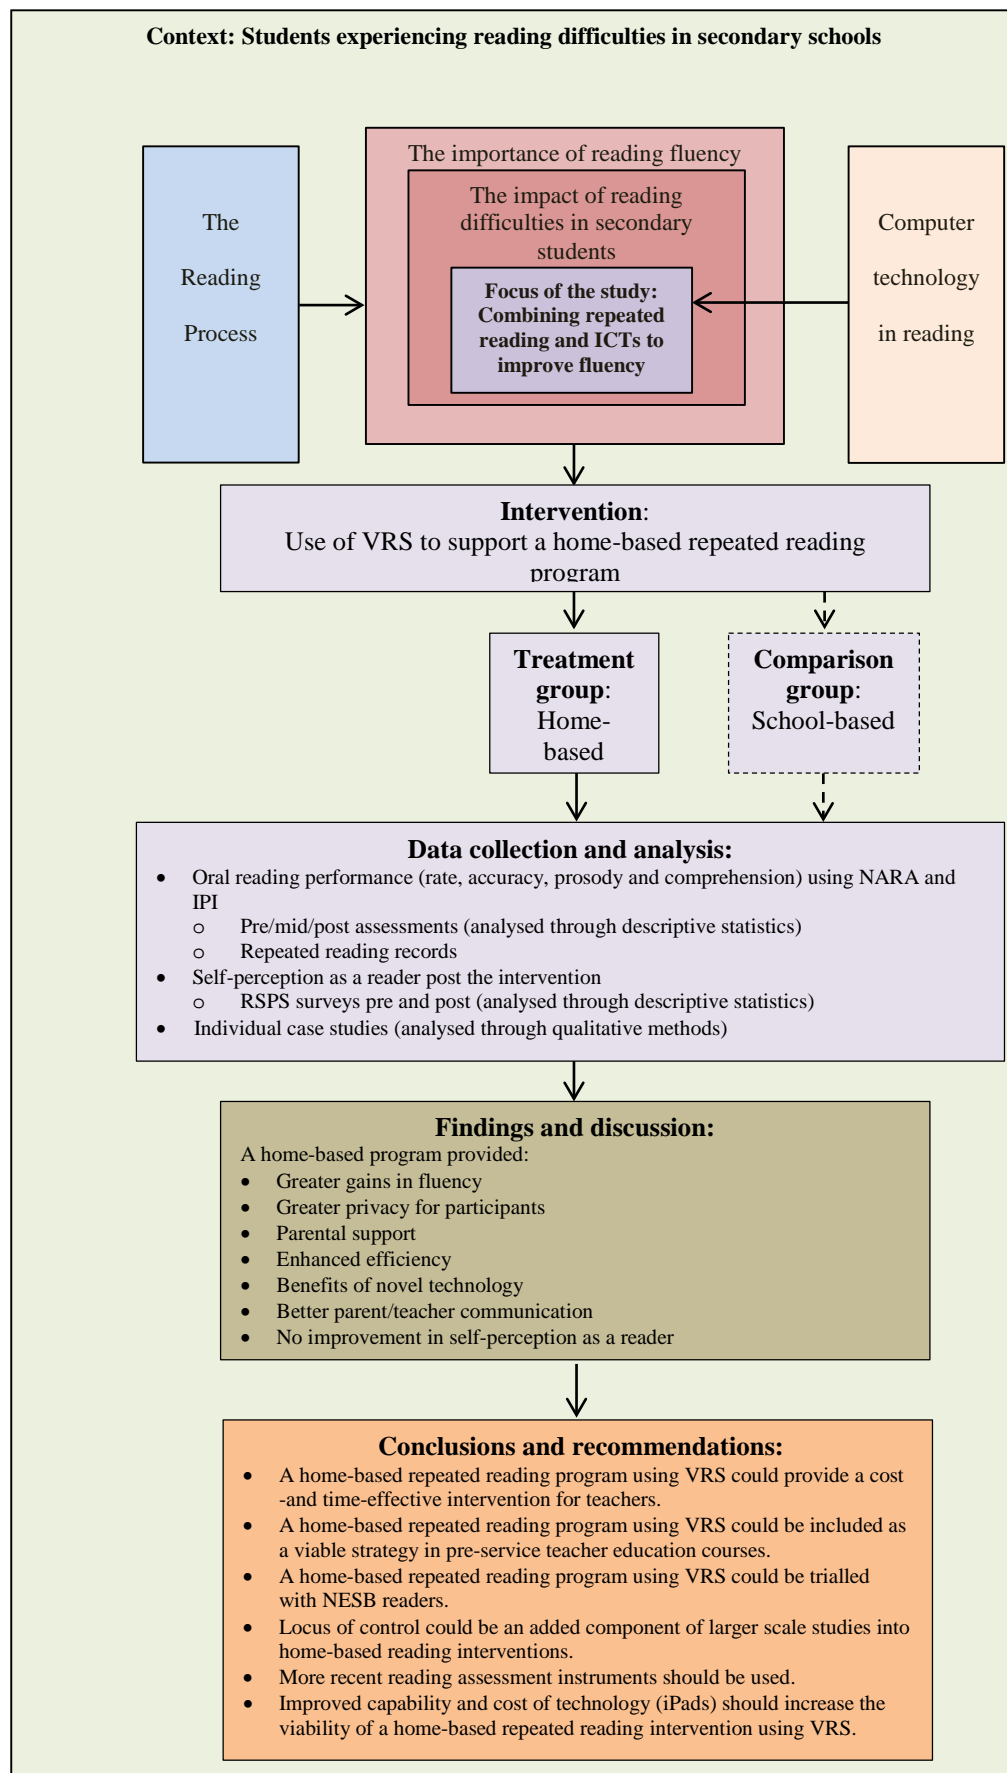 Context: Students experiencing reading difficulties in secondary schools
The
Reading
Process
The importance of reading fluency
The impact of reading
difficulties in secondary
students
Focus of the study:
Combining repeated
reading and ICTs to
improve fluency
Computer
technology
in reading
Intervention:
Use of VRS to support a home-based repeated reading
program
Treatment
group:
Home-
based
Comparison
group:
School-based
Data collection and analysis:
• Oral reading performance (rate, accuracy, prosody and comprehension) using NARA and
IPI
o Pre/mid/post assessments (analysed through descriptive statistics)
o Repeated reading records
• Self-perception as a reader post the intervention
o RSPS surveys pre and post (analysed through descriptive statistics)
• Individual case studies (analysed through qualitative methods)
Findings and discussion:
A home-based program provided:
• Greater gains in fluency
• Greater privacy for participants
• Parental support
• Enhanced efficiency
• Benefits of novel technology
• Better parent/teacher communication
• No improvement in self-perception as a reader
Conclusions and recommendations:
• A home-based repeated reading program using VRS could provide a cost
-and time-effective intervention for teachers.
• A home-based repeated reading program using VRS could be included as
a viable strategy in pre-service teacher education courses.
• A home-based repeated reading program using VRS could be trialled
with NESB readers.
• Locus of control could be an added component of larger scale studies into
home-based reading interventions.
• More recent reading assessment instruments should be used.
• Improved capability and cost of technology (iPads) should increase the
viability of a home-based repeated reading intervention using VRS.